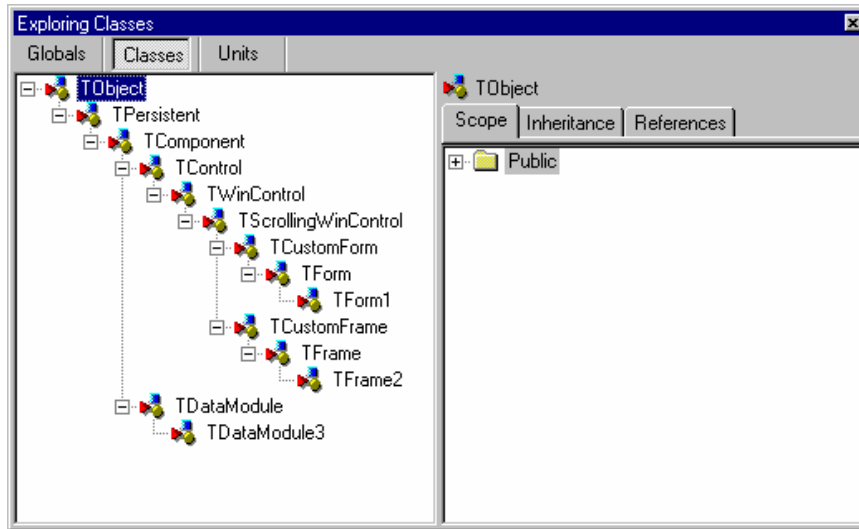 Exploring Classes
Globals Classes Units
TObject
TPersistent
TComponent
TControl
TWinControl
TScrollingWinControl
TCustomForm
TForm
TForm1
TCustomFrame
TFrame
TFrame2
TDataModule
TDataModule3
TObject
Scope Inheritance References
Public